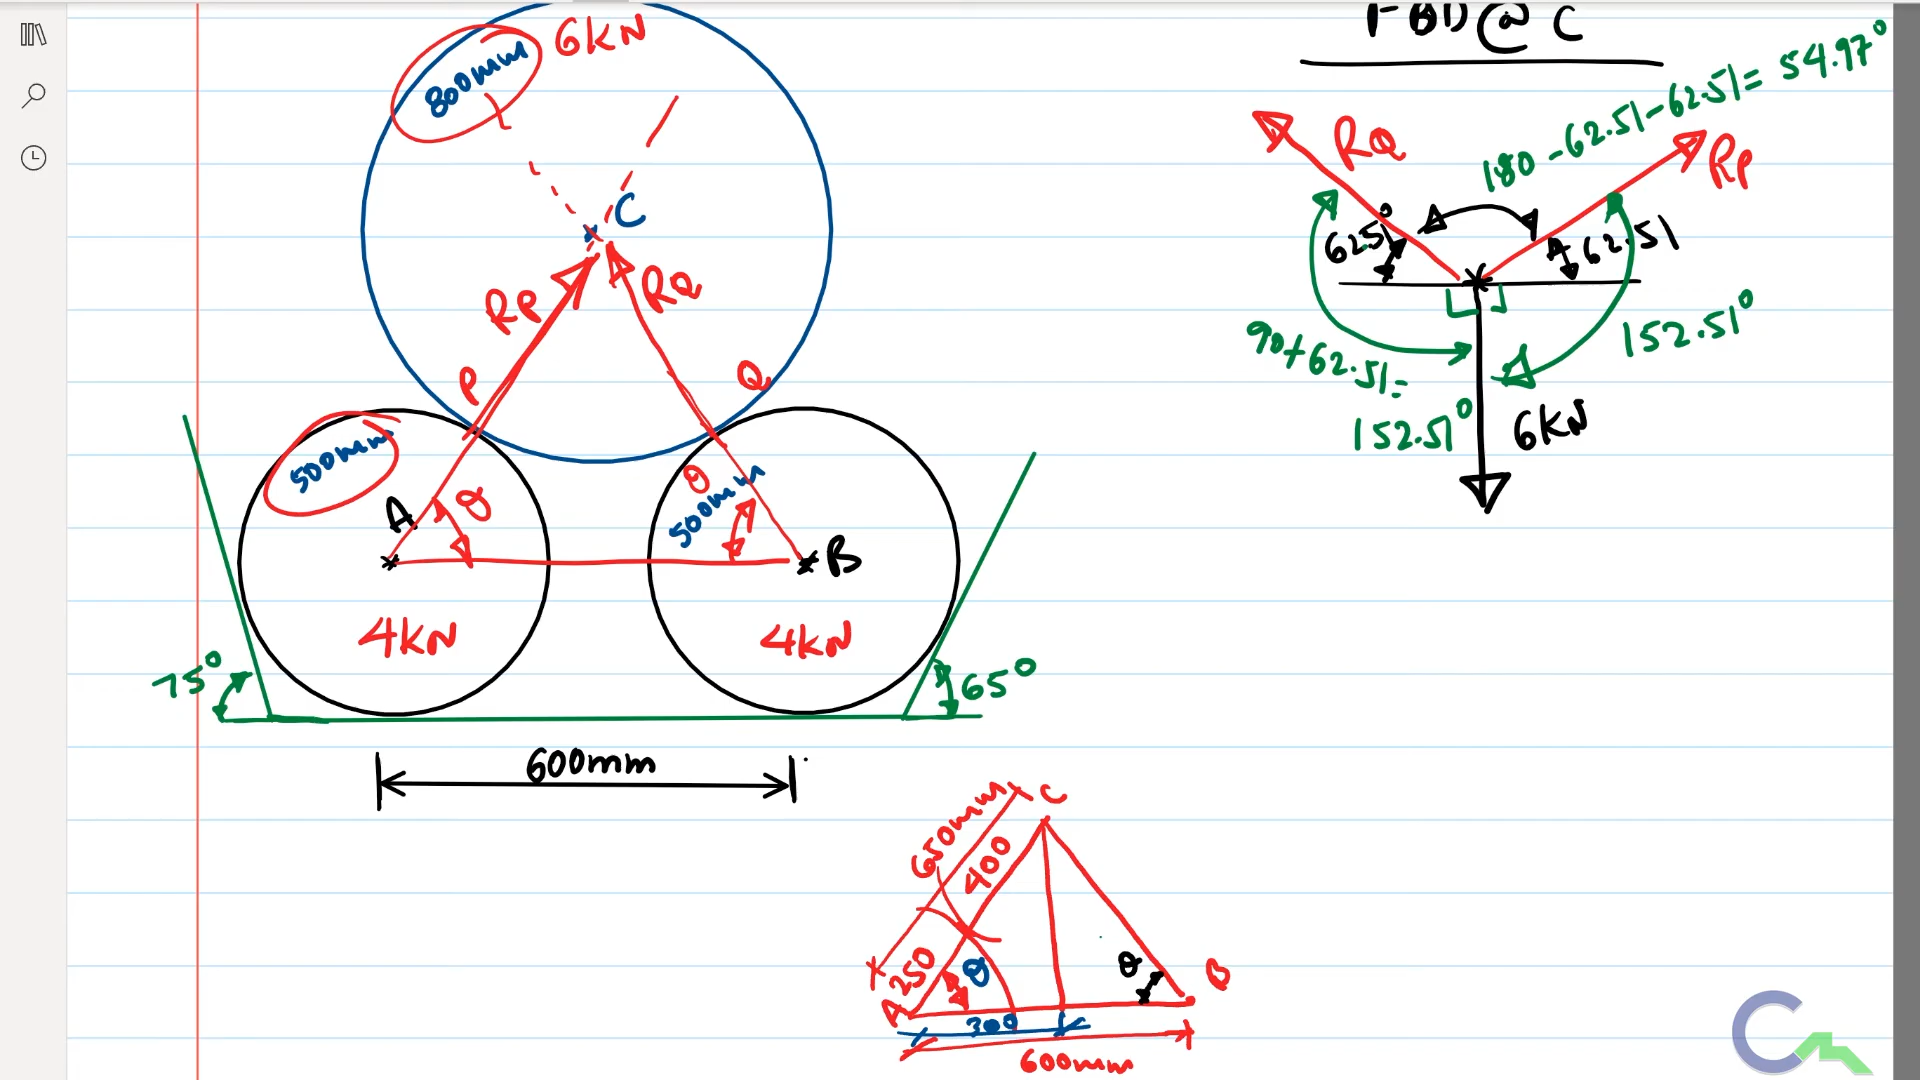 FBD@ C
800mm
6kN
180 -62.51-62.51= 54.97°
RQ
RP
C
62.51°
62.51
RP
RQ
152.51°
90+62.51=
152.51°
6kN
P
Q
500mm
θ
500mm
A
θ
B
4kN
4kN
75°
65°
600mm
C
650mm
400
250
θ
θ
B
A
300
600mm